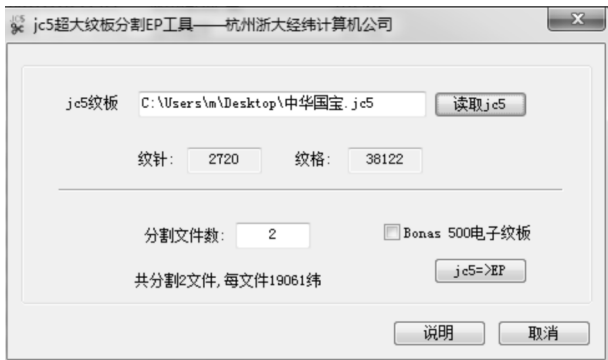 jc5超大纹板分割EP工具——杭州浙大经纬计算机公司
jc5纹板 C:\Users\m\Desktop\中华国宝.jc5 读取jc5
纹针: 2720 纹格: 38122
分割文件数: 2 Bonas 500电子纹板
共分割2文件,每文件19061纬 jc5=>EP
说明 取消